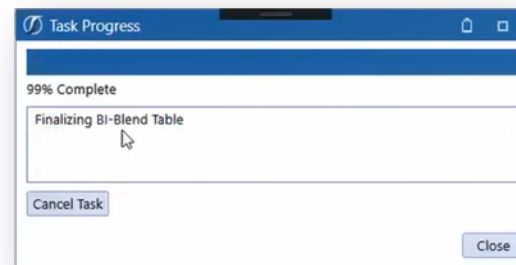 Task Progress
99% Complete
Finalizing BI-Blend Table
Cancel Task
Close